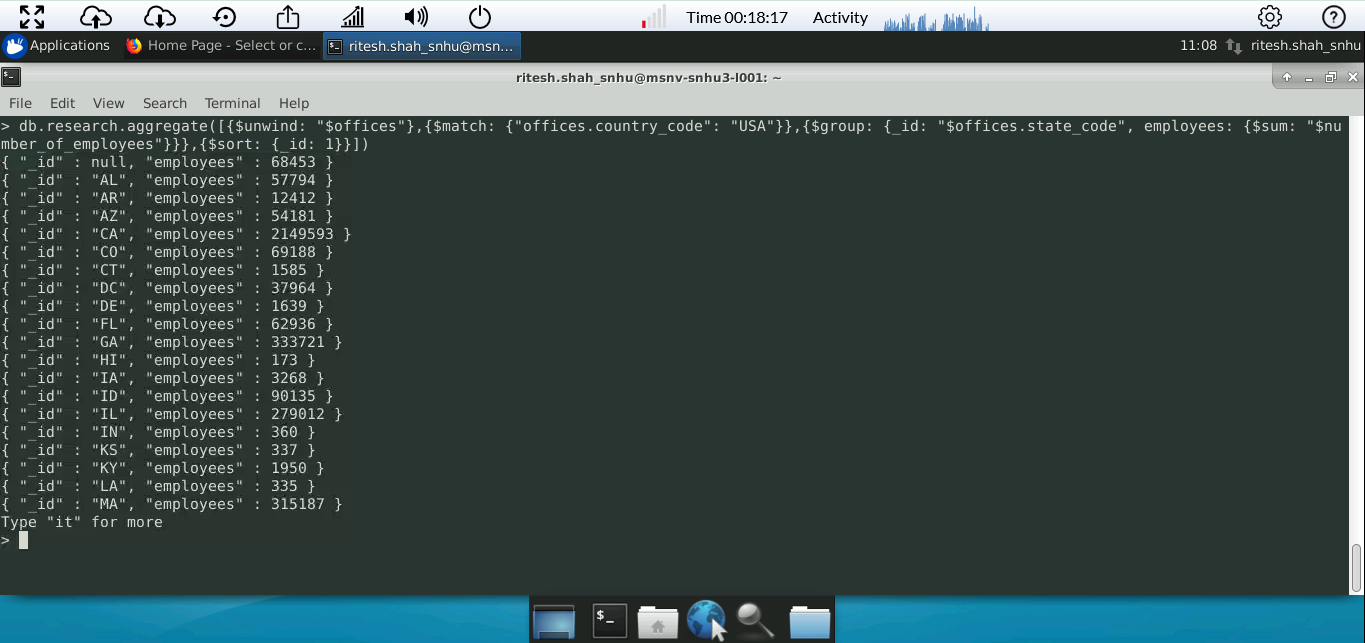 Time 00:18:17 Activity
Applications Home Page - Select or c... ritesh.shah_snhu@msn... 11:08 ritesh.shah_snhu
ritesh.shah_snhu@msnv-snhu3-l001: ~
File Edit View Search Terminal Help
> db.research.aggregate([{$unwind: "$offices"},{$match: {"offices.country_code": "USA"}},{$group: {_id: "$offices.state_code", employees: {$sum: "$nu
mber_of_employees"}}},{$sort: {_id: 1}}])
{ "_id" : null, "employees" : 68453 }
{ "_id" : "AL", "employees" : 57794 }
{ "_id" : "AR", "employees" : 12412 }
{ "_id" : "AZ", "employees" : 54181 }
{ "_id" : "CA", "employees" : 2149593 }
{ "_id" : "CO", "employees" : 69188 }
{ "_id" : "CT", "employees" : 1585 }
{ "_id" : "DC", "employees" : 37964 }
{ "_id" : "DE", "employees" : 1639 }
{ "_id" : "FL", "employees" : 62936 }
{ "_id" : "GA", "employees" : 333721 }
{ "_id" : "HI", "employees" : 173 }
{ "_id" : "IA", "employees" : 3268 }
{ "_id" : "ID", "employees" : 90135 }
{ "_id" : "IL", "employees" : 279012 }
{ "_id" : "IN", "employees" : 360 }
{ "_id" : "KS", "employees" : 337 }
{ "_id" : "KY", "employees" : 1950 }
{ "_id" : "LA", "employees" : 335 }
{ "_id" : "MA", "employees" : 315187 }
Type "it" for more
>